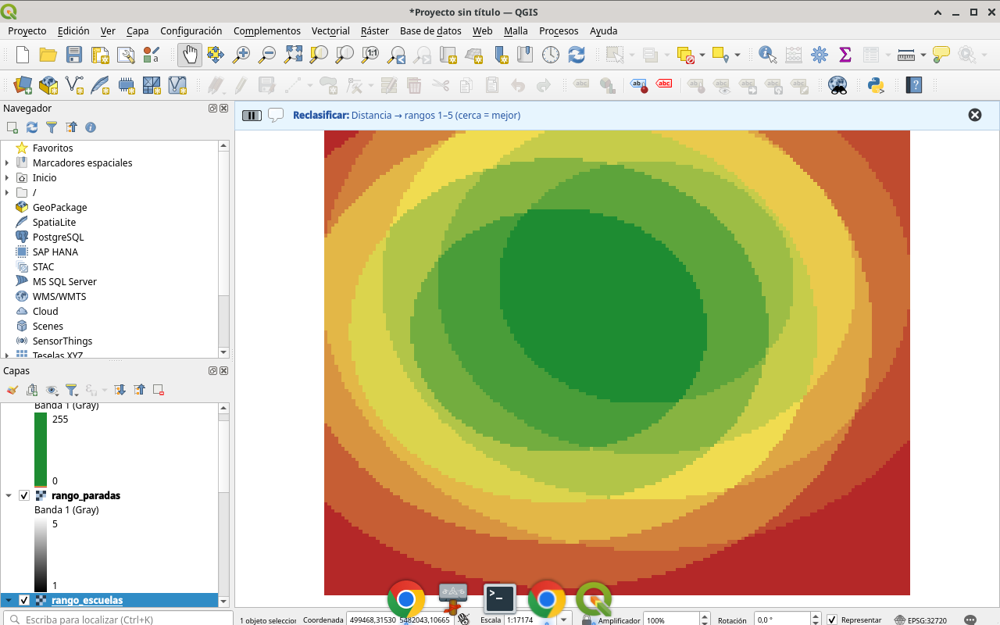 *Proyecto sin título — QGIS
Proyecto Edición Ver Capa Configuración Complementos Vectorial Ráster Base de datos Web Malla Procesos Ayuda
Navegador
Reclasificar: Distancia → rangos 1–5 (cerca = mejor)
Favoritos
Marcadores espaciales
Inicio
/
GeoPackage
SpatiaLite
PostgreSQL
SAP HANA
STAC
MS SQL Server
WMS/WMTS
Cloud
Scenes
SensorThings
Teselas XYZ
Capas
Banda 1 (Gray)
255
0
rango_paradas
Banda 1 (Gray)
5
1
rango_escuelas
Escribe para localizar (Ctrl+K)
1 objeto seleccior
Coordenada
499468,31530 5482043,10665
Escala
1:17174
Amplificador
100%
Rotación
0,0 °
Representar
EPSG:32720